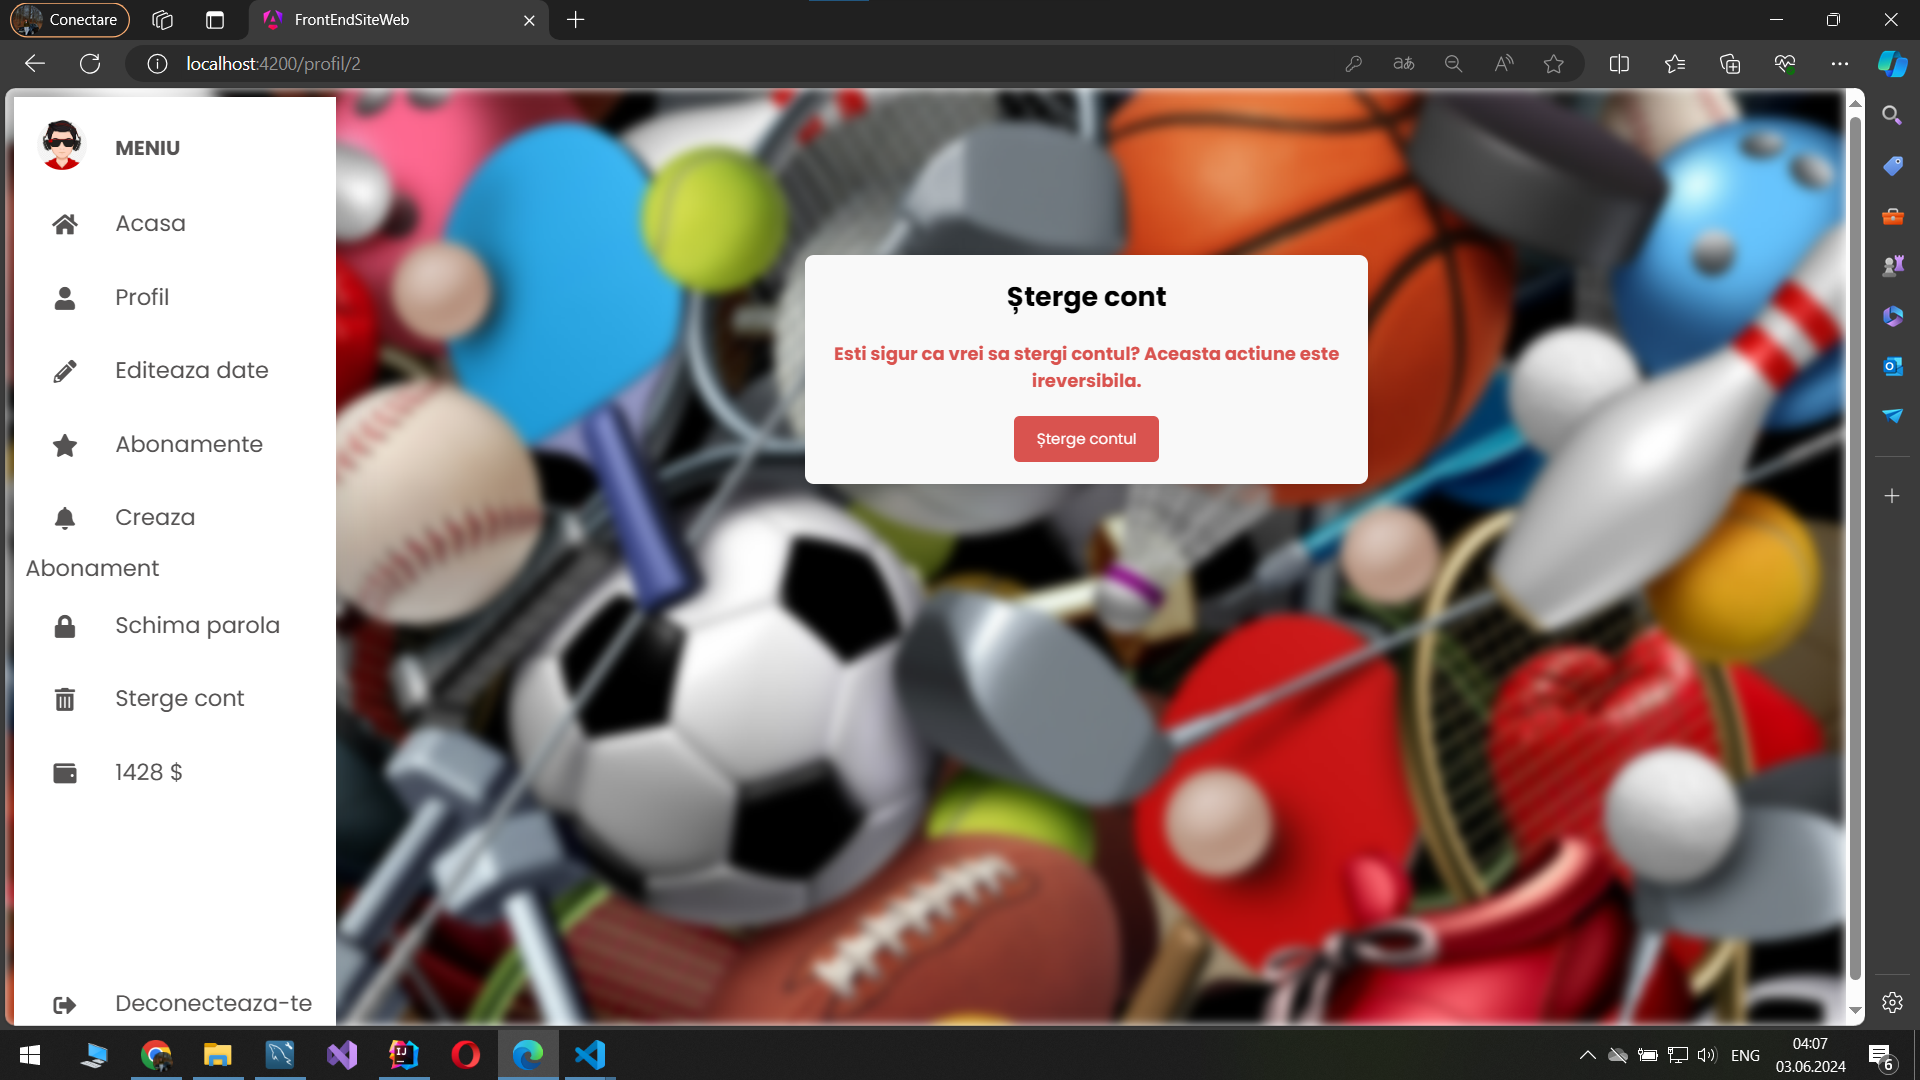 Conectare
FrontEndSiteWeb
localhost:4200/profil/2
MENIU
Acasa
Profil
Editeaza date
Abonamente
Creaza
Abonament
Schima parola
Sterge cont
1428 $
Deconecteaza-te
Șterge cont
Esti sigur ca vrei sa stergi contul? Aceasta actiune este
ireversibila.
Șterge contul
ENG
04:07
03.06.2024
6